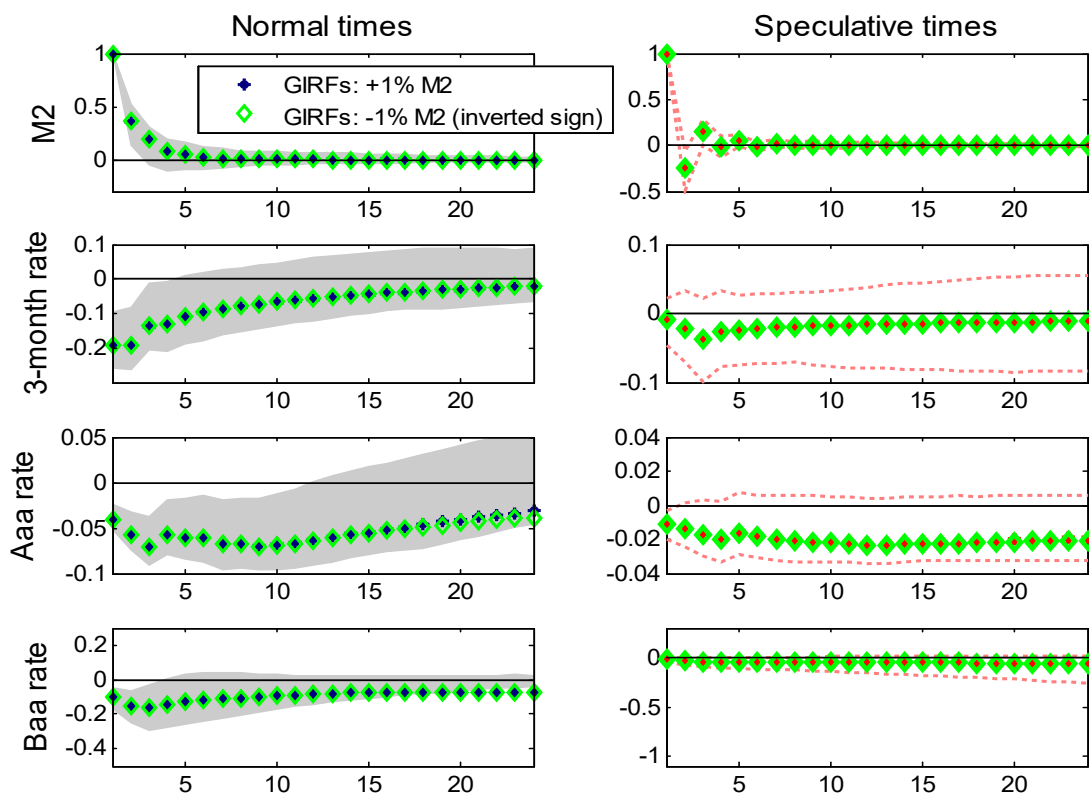 Normal times
Speculative times
M2
1
0.5
0
GIRFs: +1% M2
GIRFs: -1% M2 (inverted sign)
5 10 15 20
1
0.5
0
-0.5
5 10 15 20
3-month rate
0.1
0
-0.1
-0.2
5 10 15 20
0.1
0
-0.1
5 10 15 20
Aaa rate
0.05
0
-0.05
-0.1
5 10 15 20
0.04
0.02
0
-0.02
-0.04
5 10 15 20
Baa rate
0.2
0
-0.2
-0.4
5 10 15 20
0
-0.5
-1
5 10 15 20